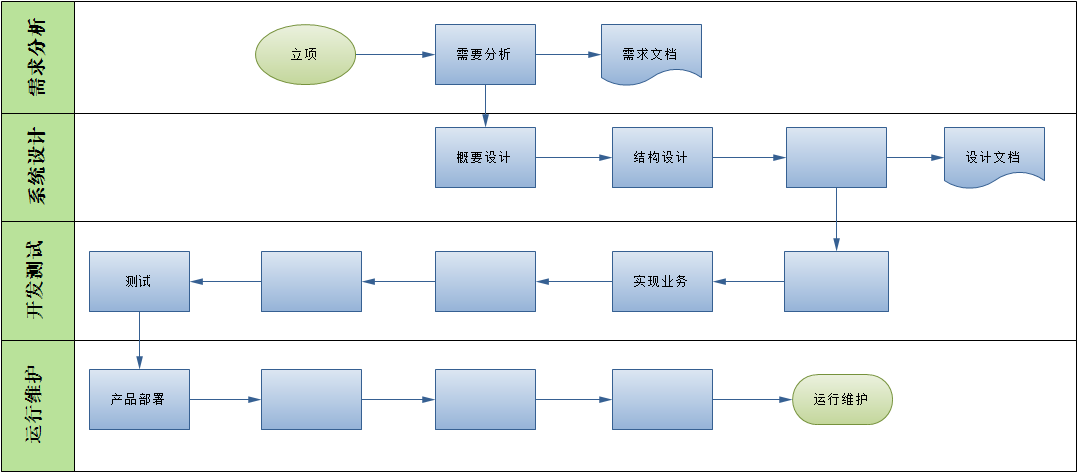 需求分析
立项
需要分析
需求文档
系统设计
概要设计
结构设计
设计文档
开发测试
测试
实现业务
运行维护
产品部署
运行维护